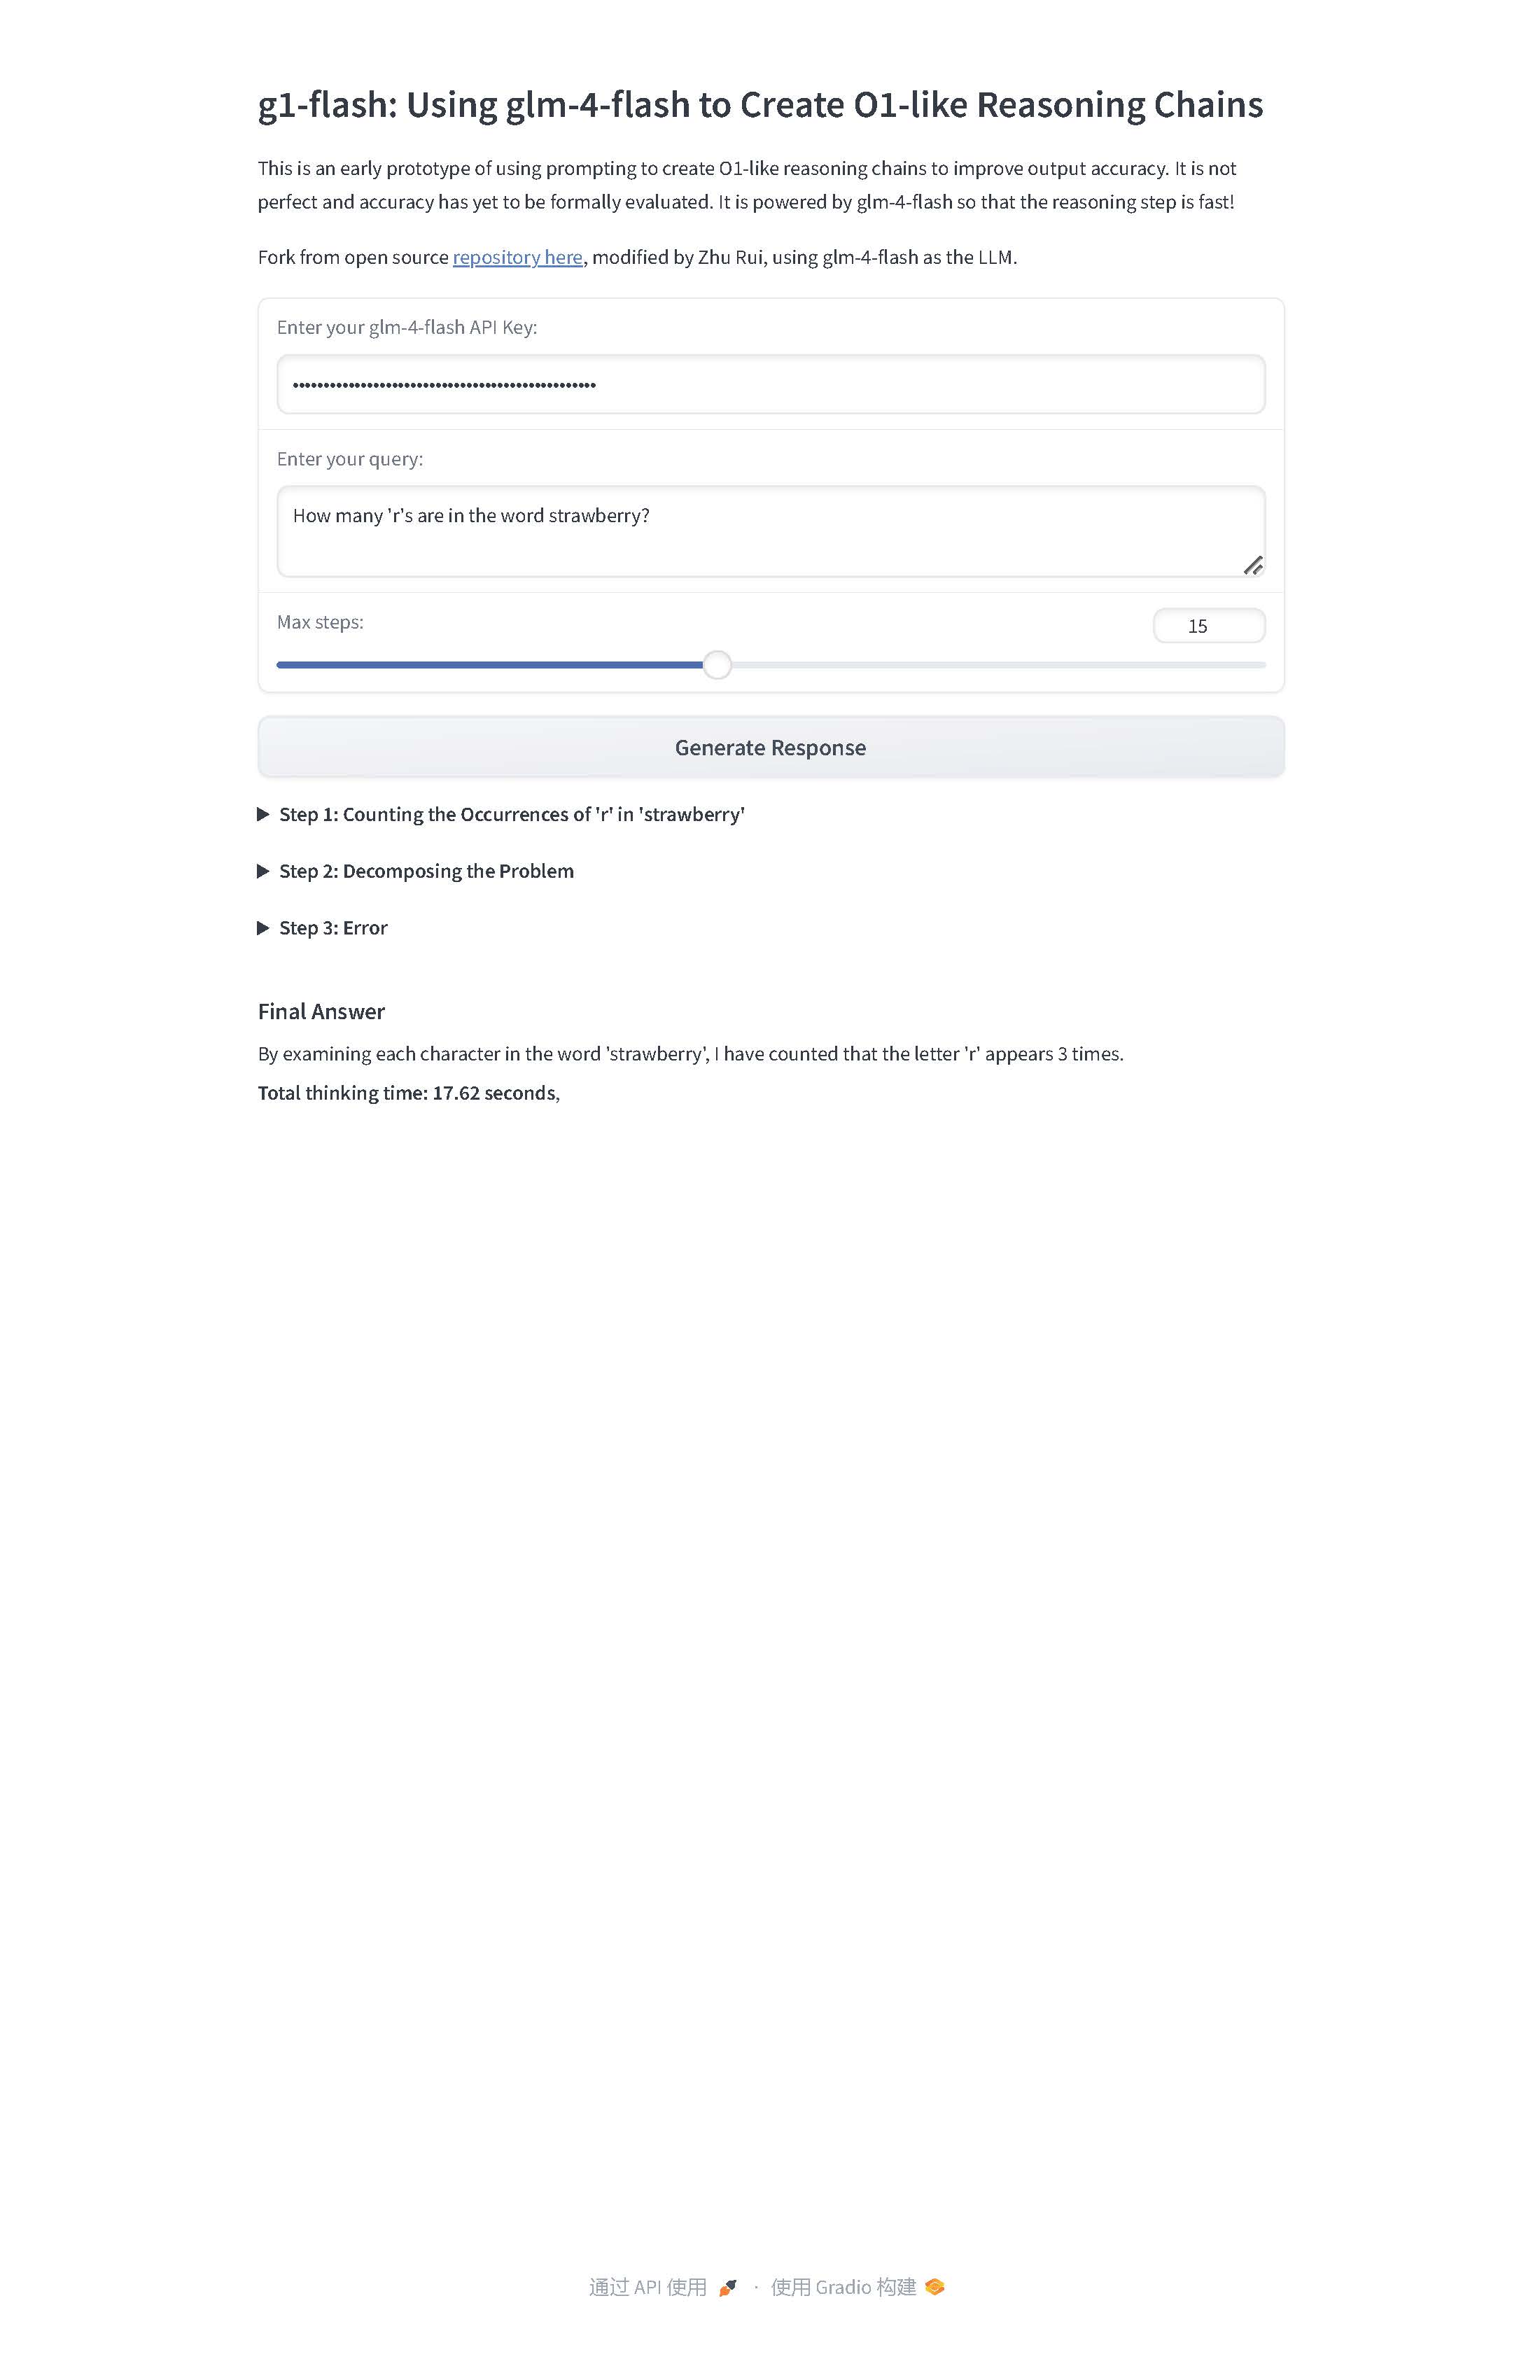 g1-flash: Using glm-4-flash to Create O1-like Reasoning Chains
This is an early prototype of using prompting to create O1-like reasoning chains to improve output accuracy. It is not
perfect and accuracy has yet to be formally evaluated. It is powered by glm-4-flash so that the reasoning step is fast!
Fork from open source repository here, modified by Zhu Rui, using glm-4-flash as the LLM.
Enter your glm-4-flash API Key:
Enter your query:
How many 'r's are in the word strawberry?
Max steps:
15
Generate Response
Step 1: Counting the Occurrences of 'r' in 'strawberry'
Step 2: Decomposing the Problem
Step 3: Error
Final Answer
By examining each character in the word 'strawberry', I have counted that the letter 'r' appears 3 times.
Total thinking time: 17.62 seconds,
通过 API 使用 · 使用 Gradio 构建